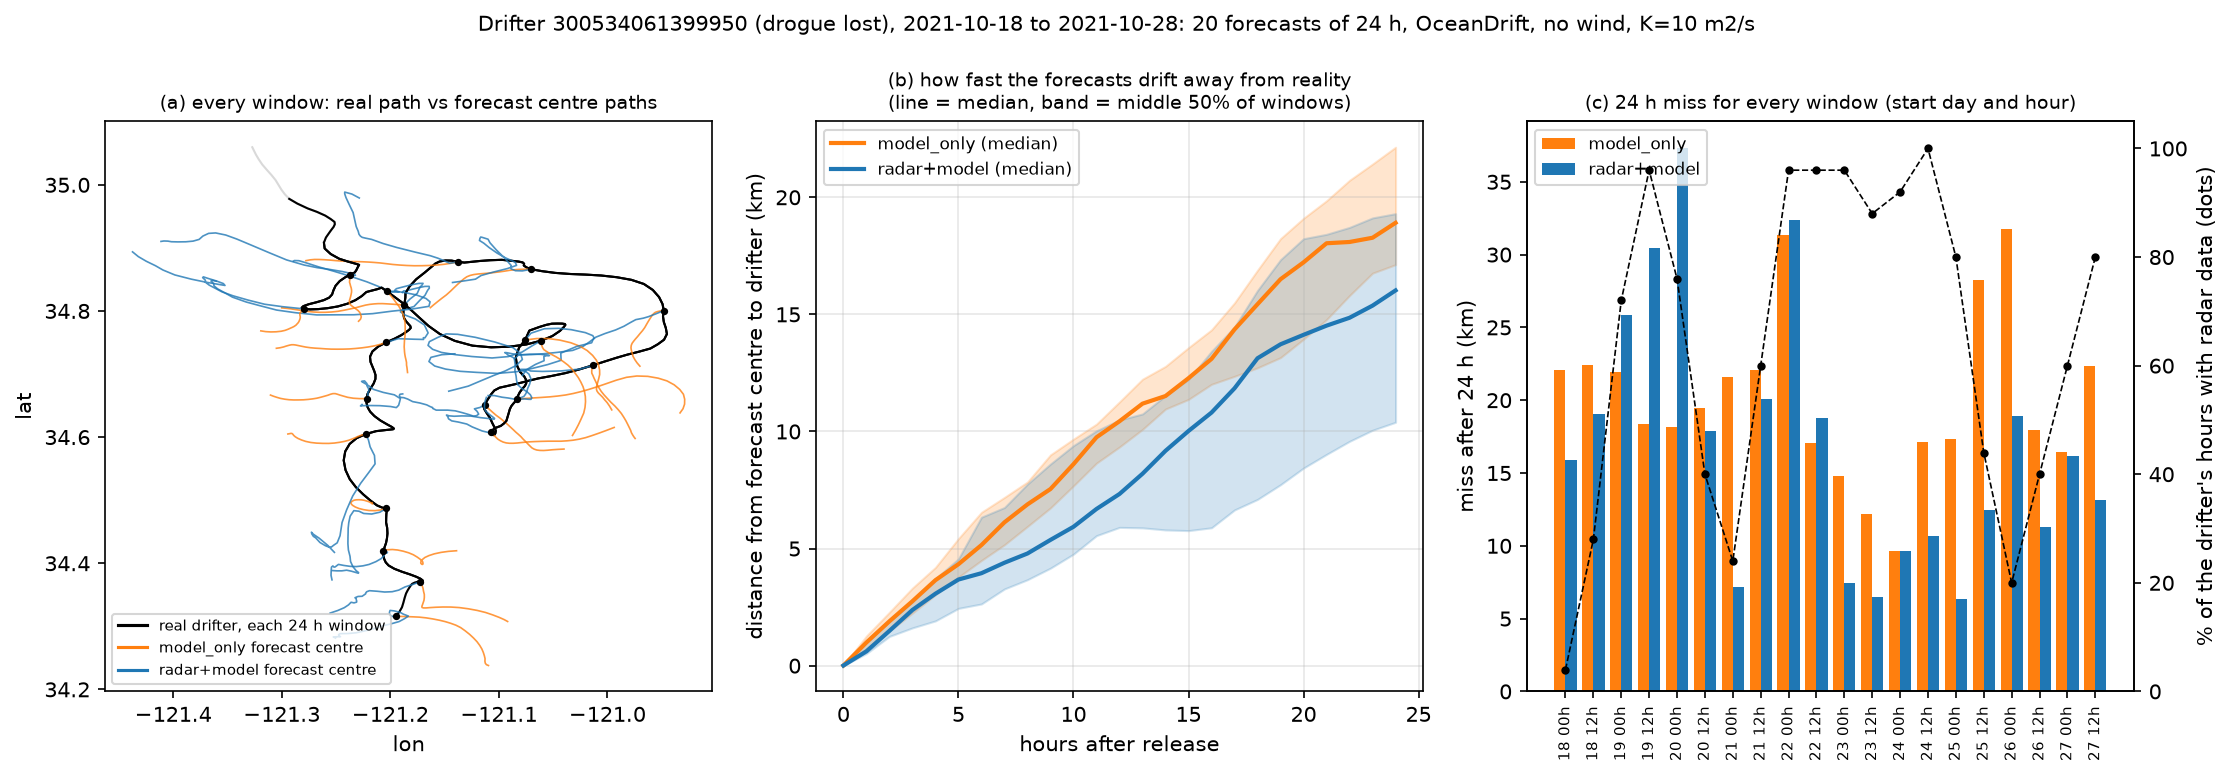 Drifter 300534061399950 (drogue lost), 2021-10-18 to 2021-10-28: 20 forecasts of 24 h, OceanDrift, no wind, K=10 m2/s
(a) every window: real path vs forecast centre paths
lat
35.0
34.8
34.6
34.4
34.2
−121.4
−121.3
−121.2
−121.1
−121.0
lon
real drifter, each 24 h window
model_only forecast centre
radar+model forecast centre
(b) how fast the forecasts drift away from reality
(line = median, band = middle 50% of windows)
distance from forecast centre to drifter (km)
20
15
10
5
0
0
5
10
15
20
25
hours after release
model_only (median)
radar+model (median)
(c) 24 h miss for every window (start day and hour)
miss after 24 h (km)
35
30
25
20
15
10
5
0
model_only
radar+model
100
80
60
40
20
0
% of the drifter's hours with radar data (dots)
18 00h
18 12h
19 00h
19 12h
20 00h
20 12h
21 00h
21 12h
22 00h
22 12h
23 00h
23 12h
24 00h
24 12h
25 00h
25 12h
26 00h
26 12h
27 00h
27 12h